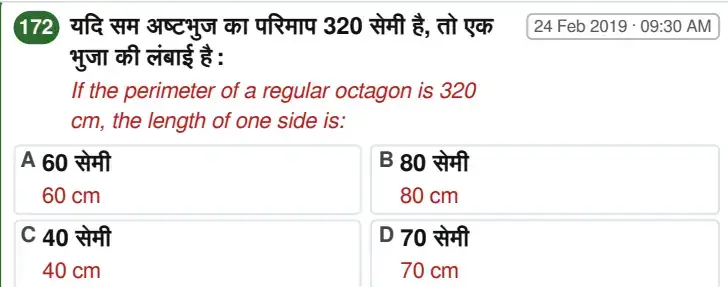 172 यदि सम अष्टभुज का परिमाप 320 सेमी है, तो एक 24 Feb 2019 · 09:30 AM
भुजा की लंबाई है :
If the perimeter of a regular octagon is 320
cm, the length of one side is:
A 60 सेमी
60 cm
B 80 सेमी
80 cm
C 40 सेमी
40 cm
D 70 सेमी
70 cm